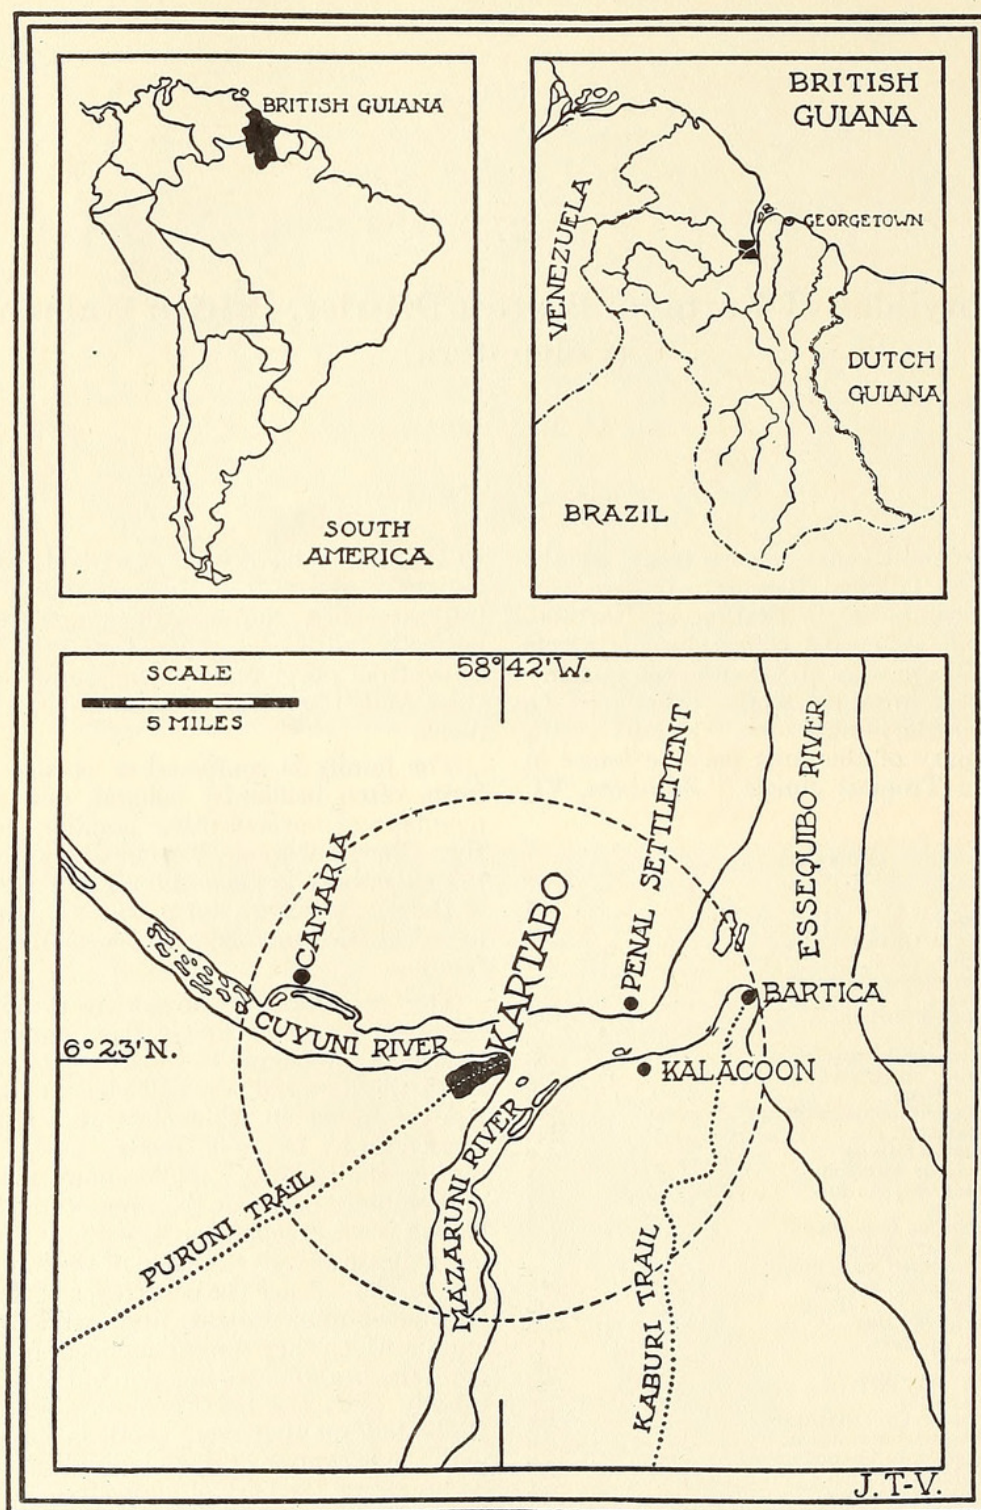 BRITISH GUIANA
SOUTH
AMERICA
BRITISH
GUIANA
VENEZUELA
GEORGETOWN
DUTCH
GUIANA
BRAZIL
SCALE
5 MILES
58°42'W.
PENAL SETTLEMENT
ESSEQUIBO RIVER
CAMARIA
KARTABO
BARTICA
CUYUNI RIVER
6°23'N.
KALACOON
MAZARUNI RIVER
PURUNI TRAIL
KABURI TRAIL
J.T-V.